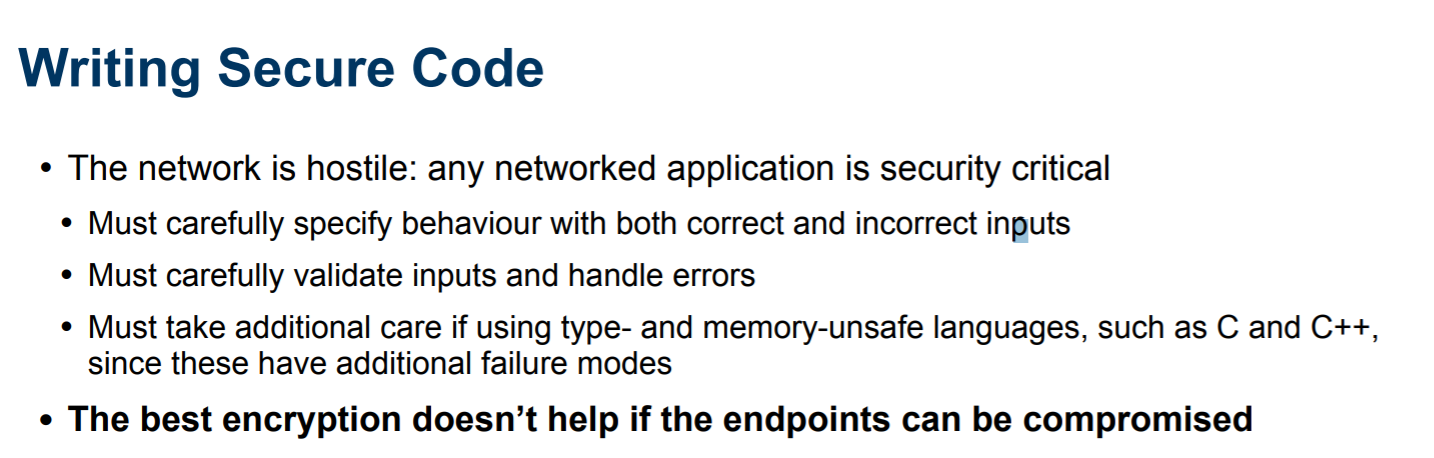 Writing Secure Code
• The network is hostile: any networked application is security critical
• Must carefully specify behaviour with both correct and incorrect inputs
• Must carefully validate inputs and handle errors
• Must take additional care if using type- and memory-unsafe languages, such as C and C++,
since these have additional failure modes
• The best encryption doesn’t help if the endpoints can be compromised